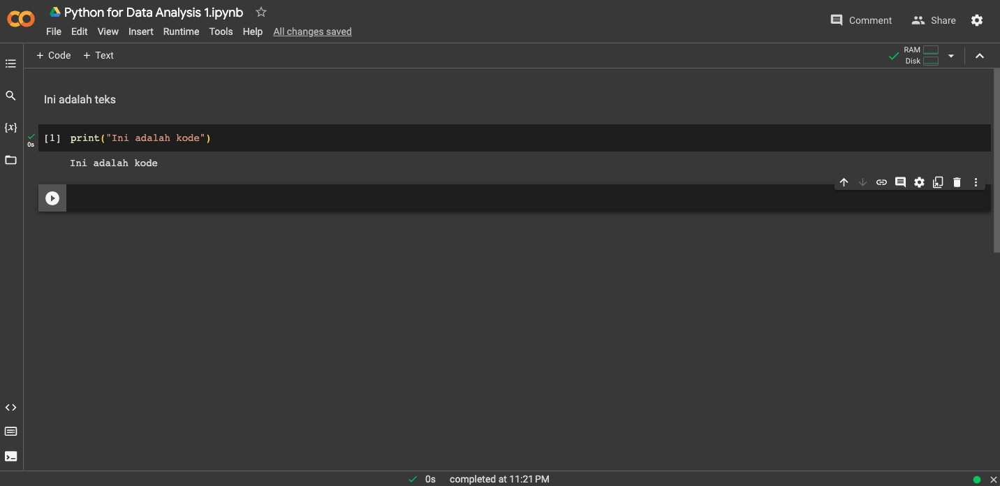 Python for Data Analysis 1.ipynb
File Edit View Insert Runtime Tools Help All changes saved
Comment Share
+ Code + Text
RAM
Disk
Ini adalah teks
[1] print("Ini adalah kode")
0s
Ini adalah kode
{x}
0s completed at 11:21 PM